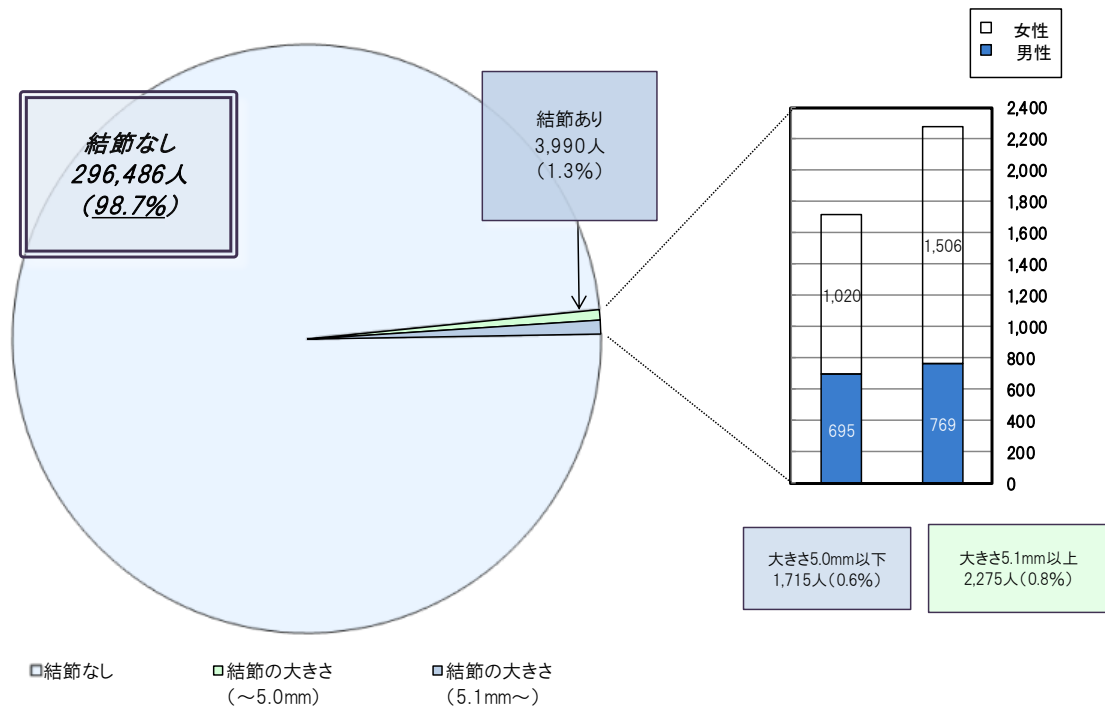 女性
男性
結節なし
296,486人
（98.7%）
結節あり
3,990人
（1.3%）
2,400
2,200
2,000
1,800
1,600
1,400
1,200
1,000
800
600
400
200
0
1,506
1,020
695
769
大きさ5.0mm以下
1,715人（0.6%）
大きさ5.1mm以上
2,275人（0.8%）
結節なし
結節の大きさ
（～5.0mm）
結節の大きさ
（5.1mm～）